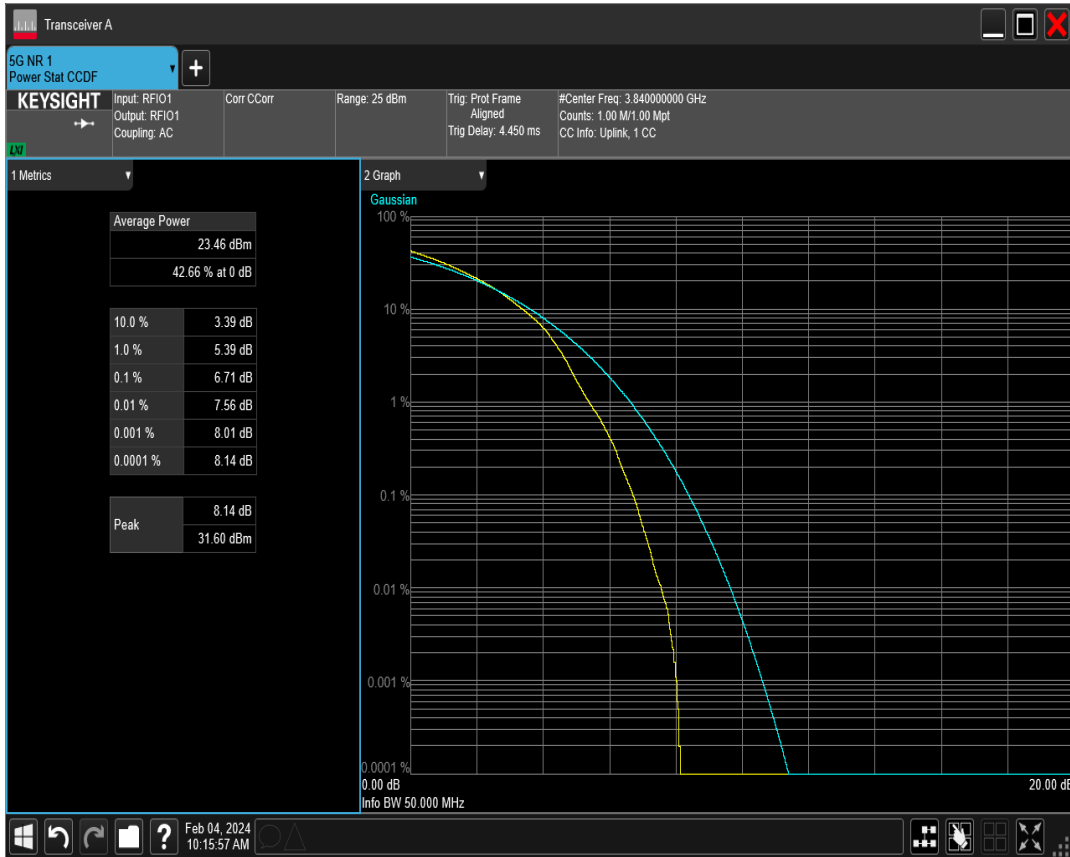 Transceiver A
5G NR 1
Power Stat CCDF
KEYSIGHT
LXI
Input: RFIO1
Output: RFIO1
Coupling: AC
Corr CCorr
Range: 25 dBm
Trig: Prot Frame
Aligned
Trig Delay: 4.450 ms
#Center Freq: 3.840000000 GHz
Counts: 1.00 M/1.00 Mpt
CC Info: Uplink, 1 CC
1 Metrics
Average Power
23.46 dBm
42.66 % at 0 dB
10.0 % 3.39 dB
1.0 % 5.39 dB
0.1 % 6.71 dB
0.01 % 7.56 dB
0.001 % 8.01 dB
0.0001 % 8.14 dB
Peak 8.14 dB
31.60 dBm
2 Graph
Gaussian
100 %
10 %
1 %
0.1 %
0.01 %
0.001 %
0.0001 %
0.00 dB 20.00 dB
Info BW 50.000 MHz
? Feb 04, 2024
10:15:57 AM